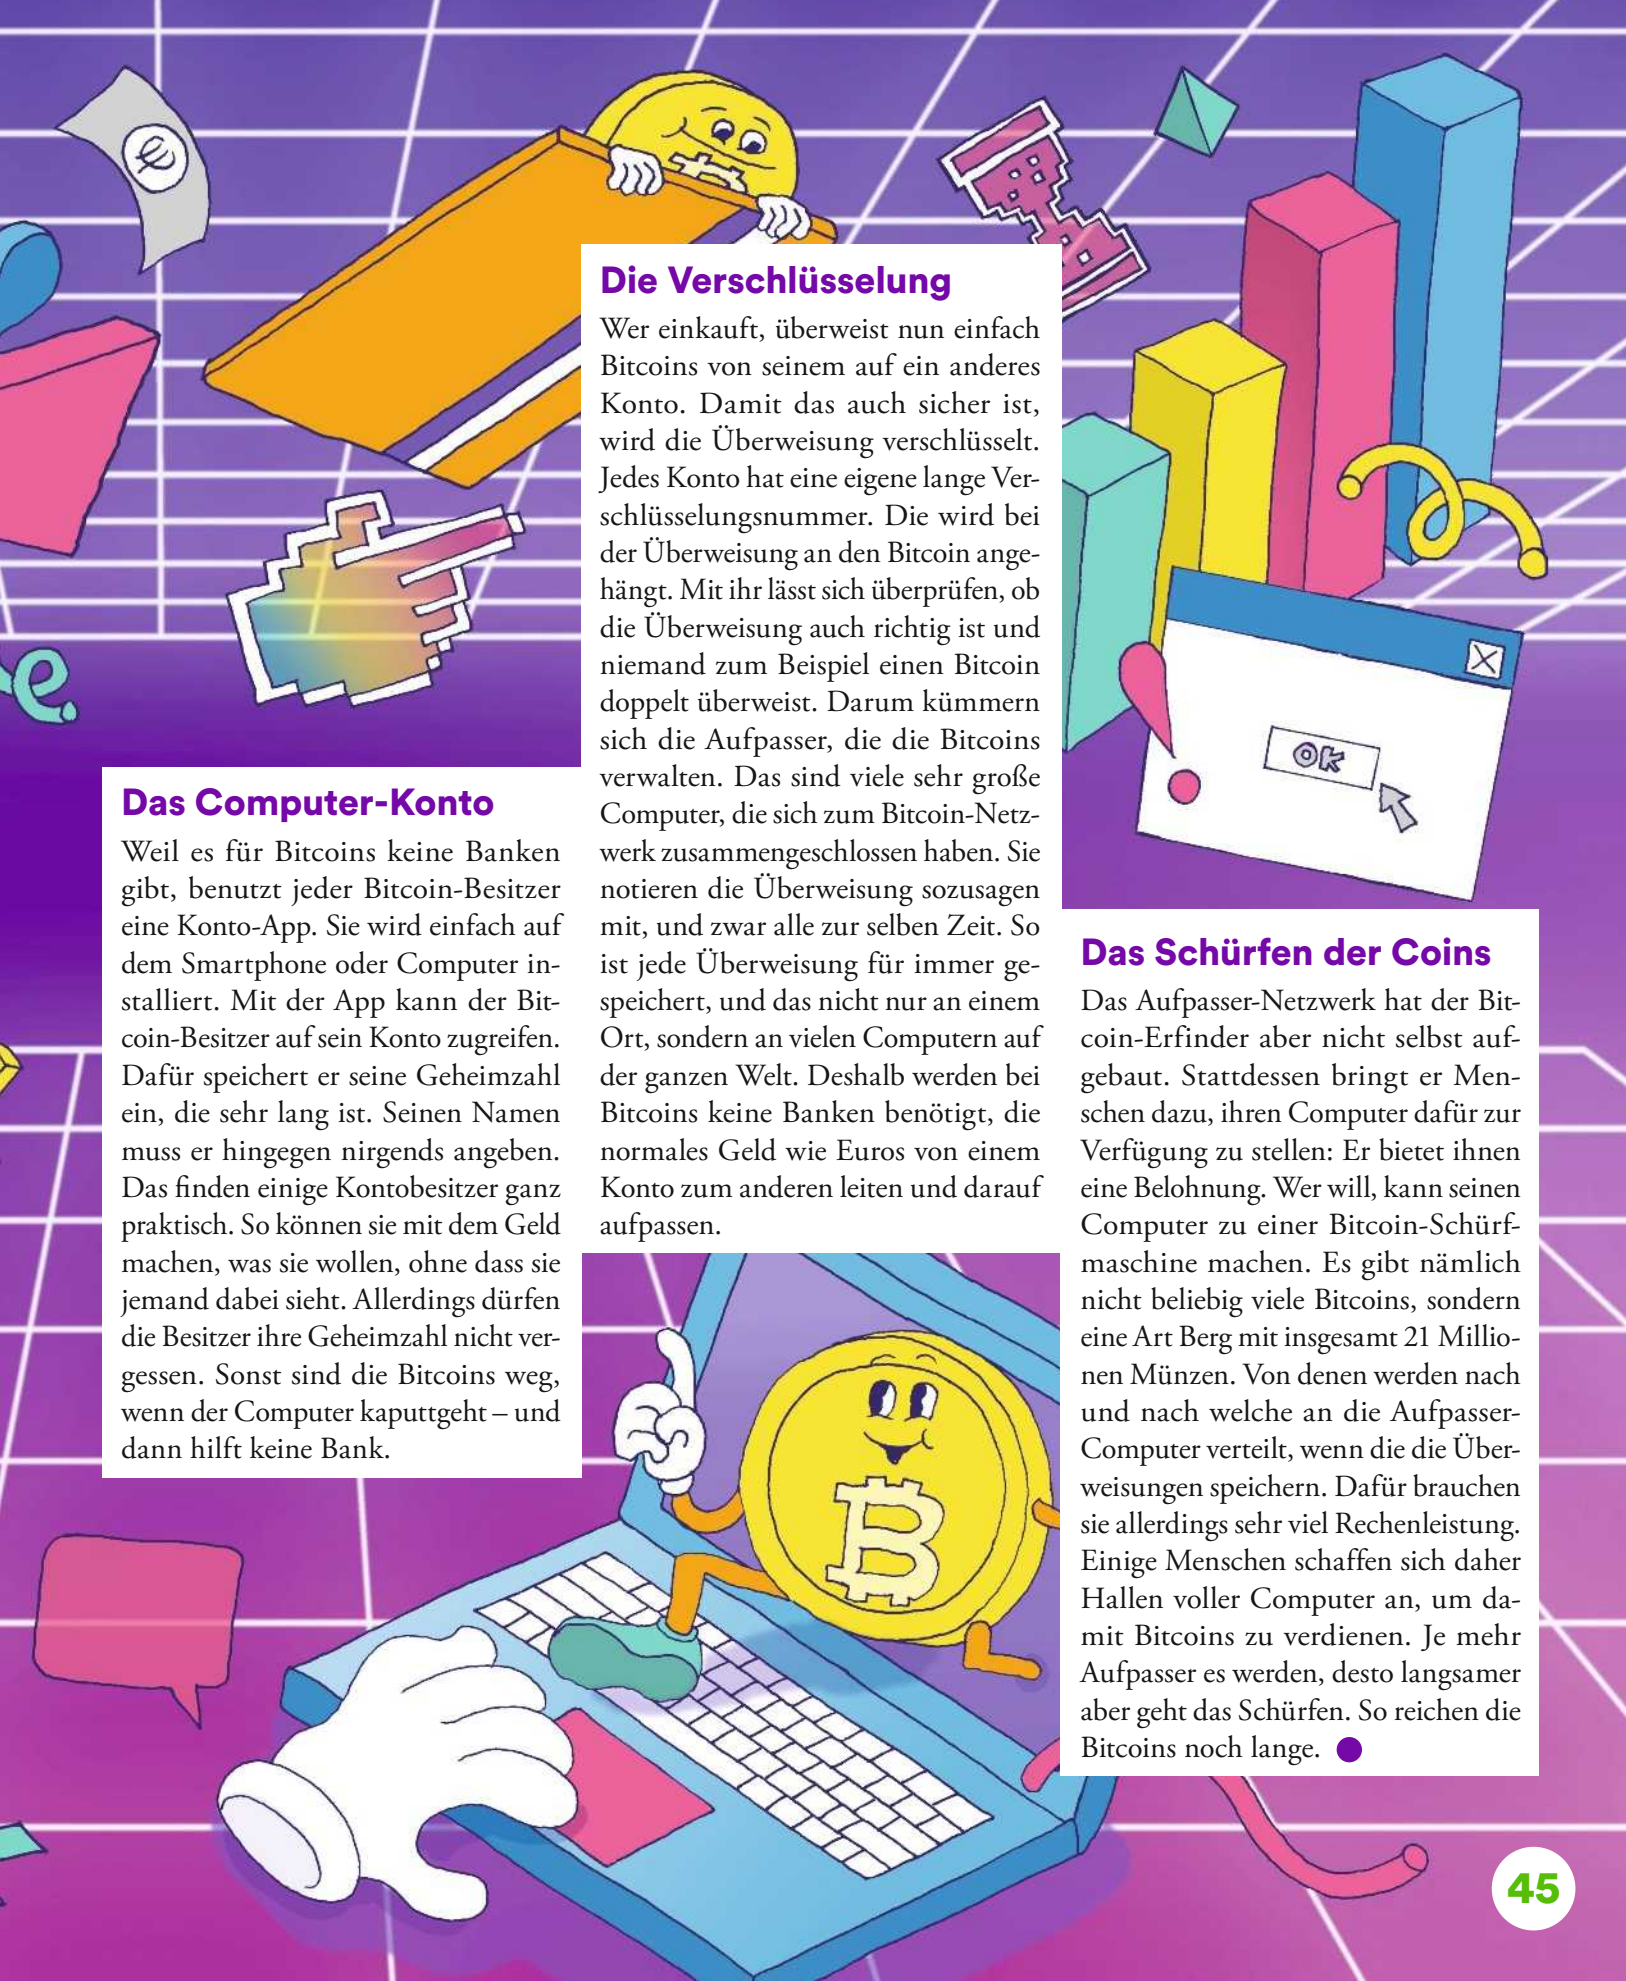 Das Computer-Konto
Weil es für Bitcoins keine Banken
gibt, benutzt jeder Bitcoin-Besitzer
eine Konto-App. Sie wird einfach auf
dem Smartphone oder Computer in-
stalliert. Mit der App kann der Bit-
coin-Besitzer auf sein Konto zugreifen.
Dafür speichert er seine Geheimzahl
ein, die sehr lang ist. Seinen Namen
muss er hingegen nirgends angeben.
Das finden einige Kontobesitzer ganz
praktisch. So können sie mit dem Geld
machen, was sie wollen, ohne dass sie
jemand dabei sieht. Allerdings dürfen
die Besitzer ihre Geheimzahl nicht ver-
gessen. Sonst sind die Bitcoins weg,
wenn der Computer kaputtgeht – und
dann hilft keine Bank.
Die Verschlüsselung
Wer einkauft, überweist nun einfach
Bitcoins von seinem auf ein anderes
Konto. Damit das auch sicher ist,
wird die Überweisung verschlüsselt.
Jedes Konto hat eine eigene lange Ver-
schlüsselungsnummer. Die wird bei
der Überweisung an den Bitcoin ange-
hängt. Mit ihr lässt sich überprüfen, ob
die Überweisung auch richtig ist und
niemand zum Beispiel einen Bitcoin
doppelt überweist. Darum kümmern
sich die Aufpasser, die die Bitcoins
verwalten. Das sind viele sehr große
Computer, die sich zum Bitcoin-Netz-
werk zusammengeschlossen haben. Sie
notieren die Überweisung sozusagen
mit, und zwar alle zur selben Zeit. So
ist jede Überweisung für immer ge-
speichert, und das nicht nur an einem
Ort, sondern an vielen Computern auf
der ganzen Welt. Deshalb werden bei
Bitcoins keine Banken benötigt, die
normales Geld wie Euros von einem
Konto zum anderen leiten und darauf
aufpassen.
OK
Das Schürfen der Coins
Das Aufpasser-Netzwerk hat der Bit-
coin-Erfinder aber nicht selbst auf-
gebaut. Stattdessen bringt er Men-
schen dazu, ihren Computer dafür zur
Verfügung zu stellen: Er bietet ihnen
eine Belohnung. Wer will, kann seinen
Computer zu einer Bitcoin-Schürf-
maschine machen. Es gibt nämlich
nicht beliebig viele Bitcoins, sondern
eine Art Berg mit insgesamt 21 Millio-
nen Münzen. Von denen werden nach
und nach welche an die Aufpasser-
Computer verteilt, wenn die die Über-
weisungen speichern. Dafür brauchen
sie allerdings sehr viel Rechenleistung.
Einige Menschen schaffen sich daher
Hallen voller Computer an, um da-
mit Bitcoins zu verdienen. Je mehr
Aufpasser es werden, desto langsamer
aber geht das Schürfen. So reichen die
Bitcoins noch lange.
45